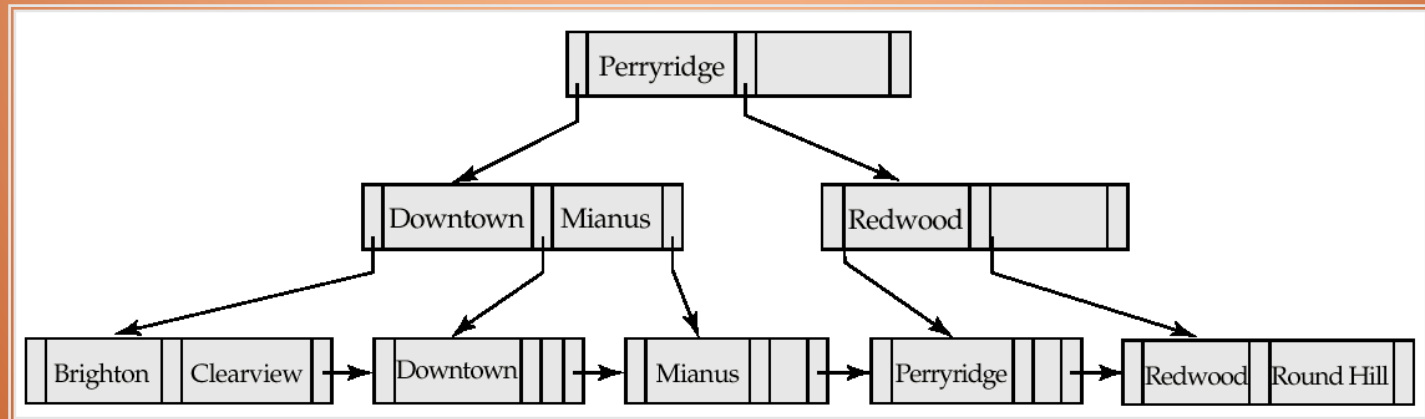 Perryridge
Downtown Mianus
Redwood
Brighton Clearview
Downtown
Mianus
Perryridge
Redwood Round Hill